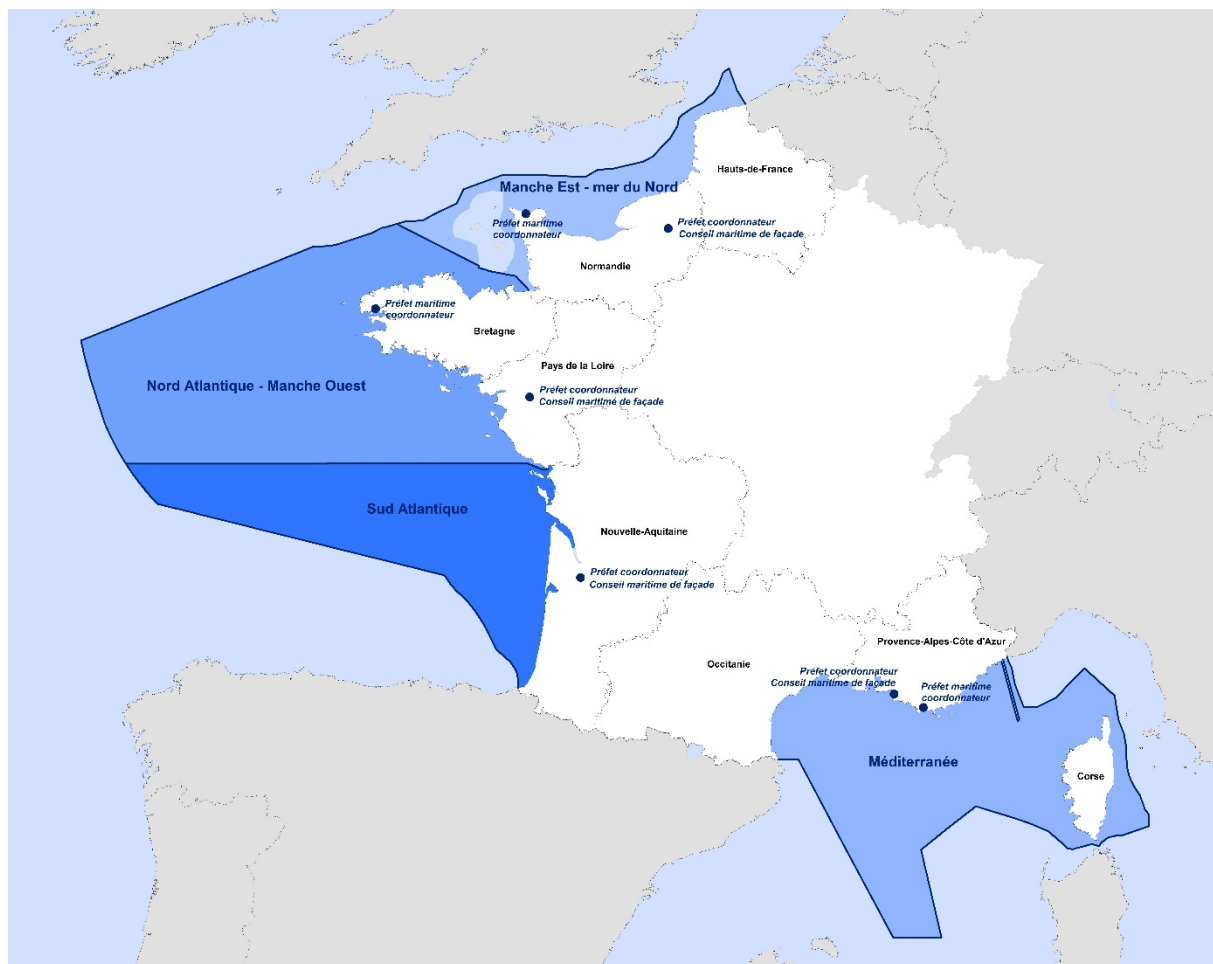 Hauts-de-France
Manche Est - mer du Nord
Préfet maritime
coordonnateur
Préfet coordonnateur
Conseil maritime de façade
Normandie
Préfet maritime
coordonnateur
Bretagne
Pays de la Loire
Nord Atlantique - Manche Ouest
Préfet coordonnateur
Conseil maritime de façade
Sud Atlantique
Nouvelle-Aquitaine
Préfet coordonnateur
Conseil maritime de façade
Provence-Alpes-Côte d'Azur
Occitanie
Préfet coordonnateur
Conseil maritime de façade
Préfet maritime
coordonnateur
Méditerranée
Corse